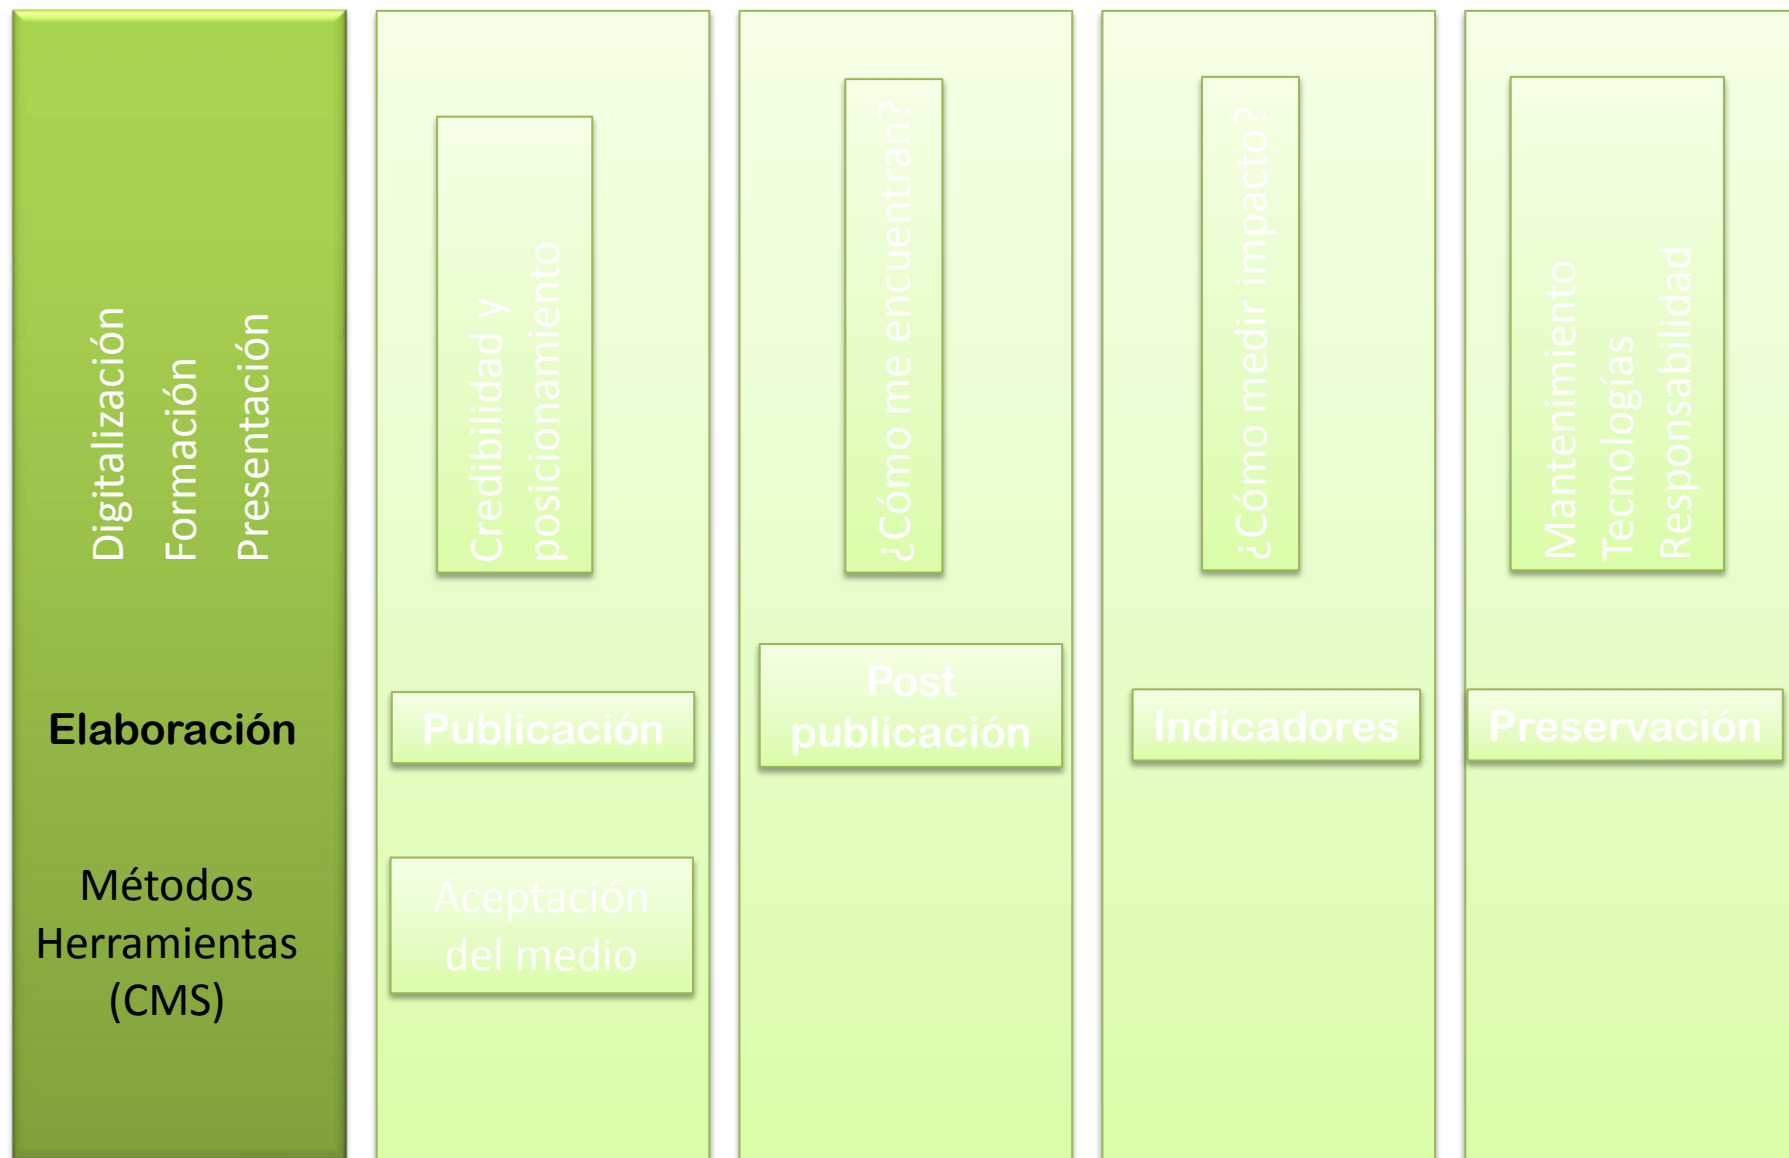 Digitalización
Formación
Presentación
Elaboración
Métodos
Herramientas
(CMS)
Credibilidad y
posicionamiento
Publicación
Aceptación
del medio
¿Cómo me encuentran?
Post
publicación
¿Cómo medir impacto?
Indicadores
Mantenimiento
Tecnologías
Responsabilidad
Preservación